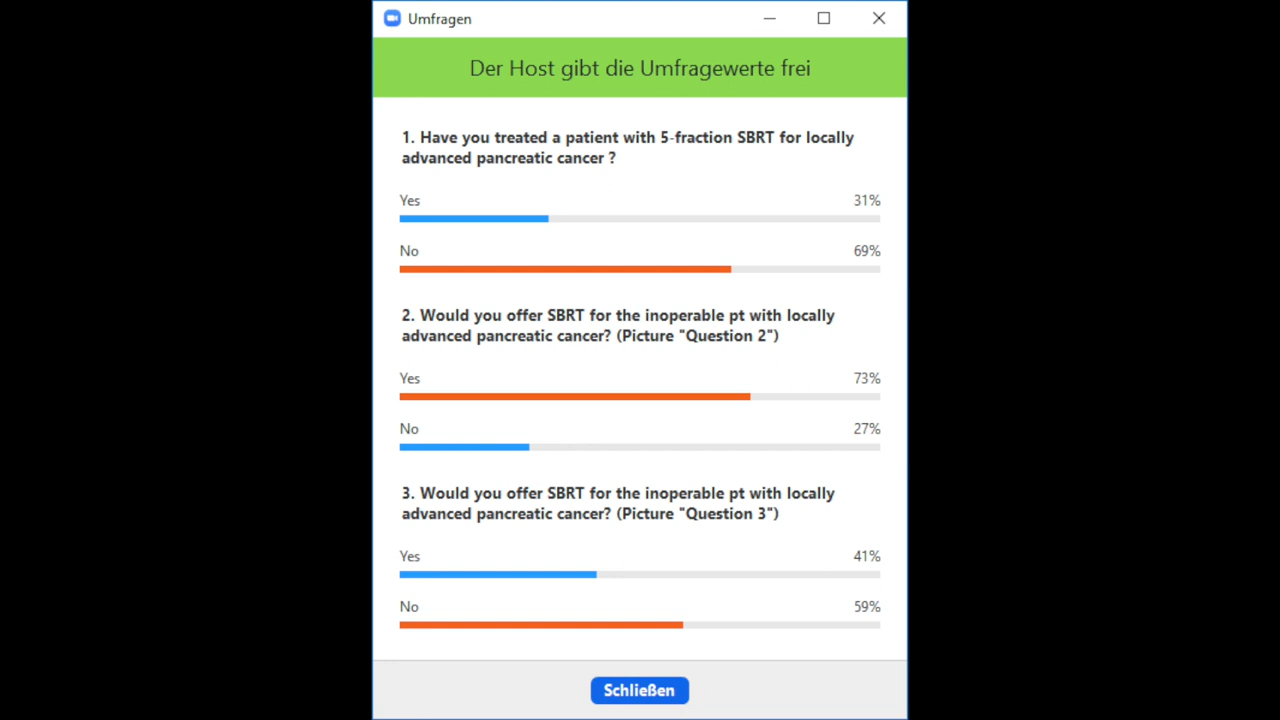 Umfragen
Der Host gibt die Umfragewerte frei
1. Have you treated a patient with 5-fraction SBRT for locally
advanced pancreatic cancer ?
Yes 31%
No 69%
2. Would you offer SBRT for the inoperable pt with locally
advanced pancreatic cancer? (Picture "Question 2")
Yes 73%
No 27%
3. Would you offer SBRT for the inoperable pt with locally
advanced pancreatic cancer? (Picture "Question 3")
Yes 41%
No 59%
Schließen